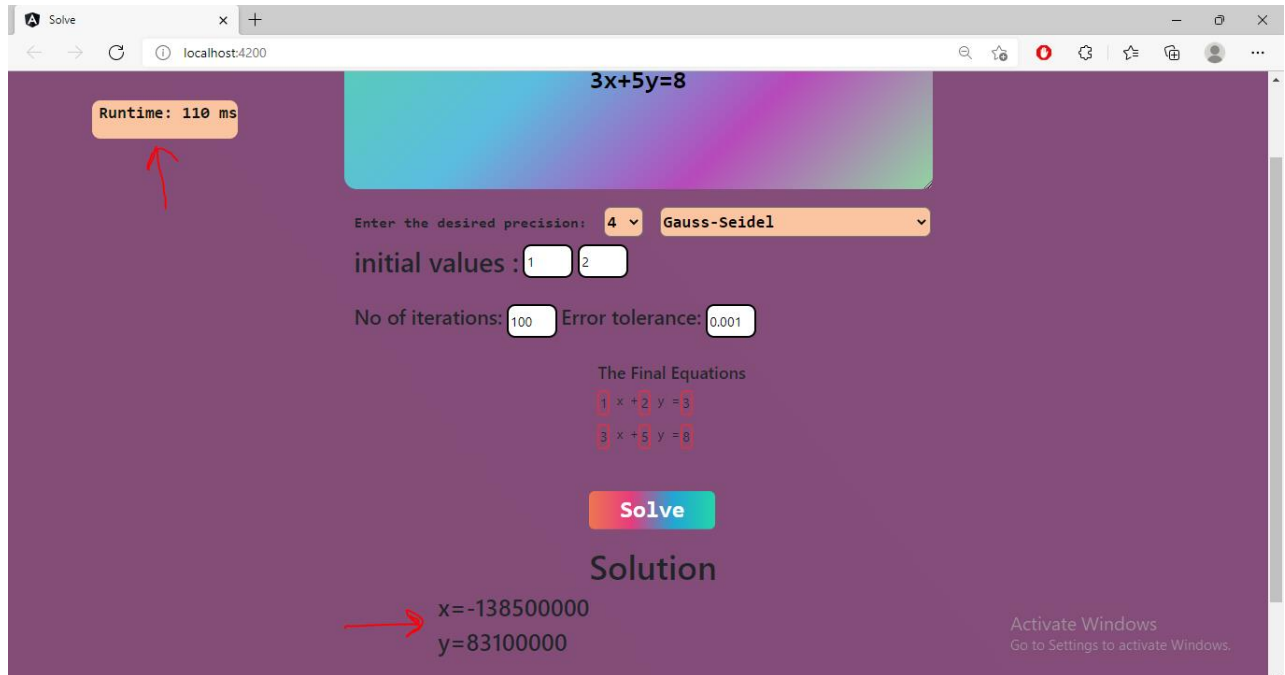 Solve
localhost:4200
3x+5y=8
Runtime: 110 ms
Enter the desired precision: 4 Gauss-Seidel
initial values : 1 2
No of iterations: 100 Error tolerance: 0.001
The Final Equations
1 x + 2 y = 3
3 x + 5 y = 8
Solve
Solution
x=-138500000
y=83100000
Activate Windows
Go to Settings to activate Windows.